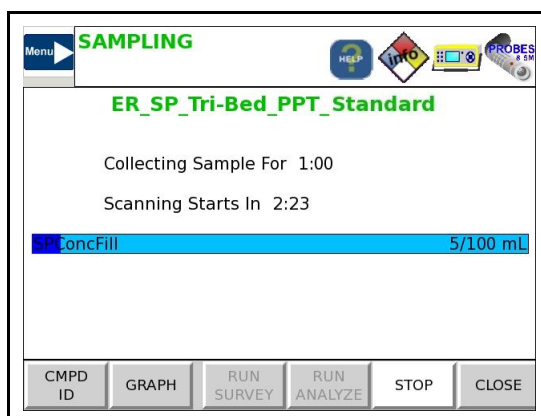 Menu
SAMPLING
HELP
info
PROBES
& SM
ER_SP_Tri-Bed_PPT_Standard
Collecting Sample For 1:00
Scanning Starts In 2:23
SPConcFill 5/100 mL
CMPD
ID
GRAPH
RUN
SURVEY
RUN
ANALYZE
STOP
CLOSE